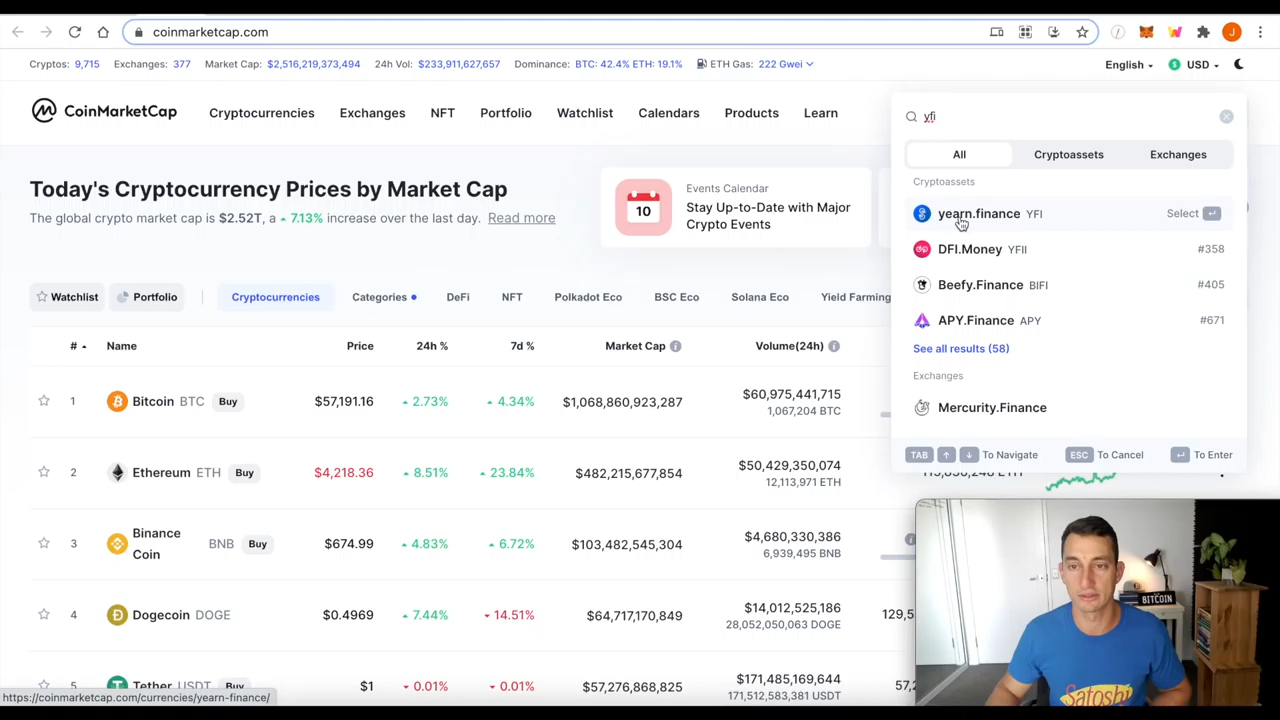 coinmarketcap.com
J
Cryptos: 9,715 Exchanges: 377 Market Cap: $2,516,219,373,494 24h Vol: $233,911,627,657 Dominance: BTC: 42.4% ETH: 19.1% ETH Gas: 222 Gwei English USD
CoinMarketCap Cryptocurrencies Exchanges NFT Portfolio Watchlist Calendars Products Learn
yfi
All Cryptoassets Exchanges
Cryptoassets
yearn.finance YFI Select
DFI.Money YFII #358
Beefy.Finance BIFI #405
APY.Finance APY #671
See all results (58)
Exchanges
Mercurity.Finance
TAB To Navigate ESC To Cancel To Enter
Today's Cryptocurrency Prices by Market Cap
The global crypto market cap is $2.52T, a 7.13% increase over the last day. Read more
10
Events Calendar
Stay Up-to-Date with Major
Crypto Events
Watchlist Portfolio Cryptocurrencies Categories DeFi NFT Polkadot Eco BSC Eco Solana Eco Yield Farming
# Name Price 24h % 7d % Market Cap Volume(24h)
1 Bitcoin BTC Buy $57,191.16 2.73% 4.34% $1,068,860,923,287 $60,975,441,715
1,067,204 BTC
2 Ethereum ETH Buy $4,218.36 8.51% 23.84% $482,215,677,854 $50,429,350,074
12,113,971 ETH
3 Binance Coin BNB Buy $674.99 4.83% 6.72% $103,482,545,304 $4,680,330,386
6,939,495 BNB
4 Dogecoin DOGE $0.4969 7.44% 14.51% $64,717,170,849 $14,012,525,186 129,5
28,052,050,063 DOGE
5 Tether USDT Buy $1 0.01% 0.01% $57,276,868,825 $171,485,169,644 57,2
171,512,583,381 USDT
https://coinmarketcap.com/currencies/yearn-finance/
BITCOIN
Satoshi